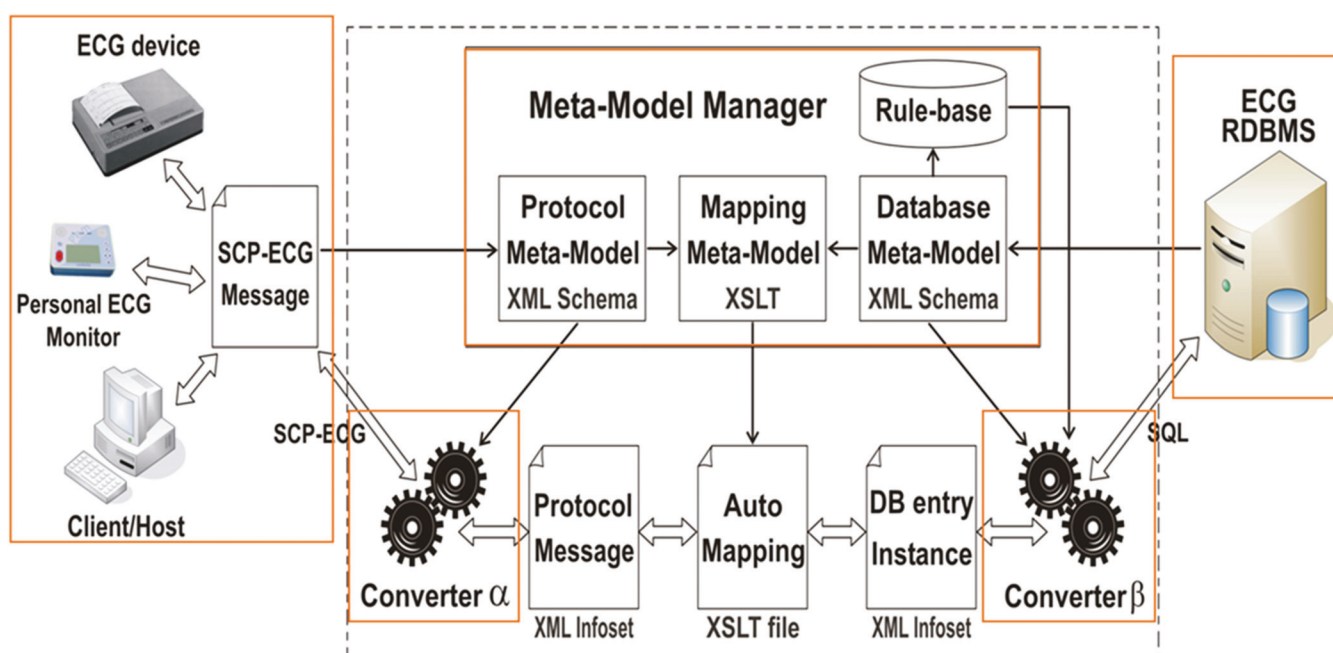 ECG device
Personal ECG
Monitor
Client/Host
SCP-ECG
Message
SCP-ECG
Meta-Model Manager
Rule-base
Protocol
Meta-Model
XML Schema
Mapping
Meta-Model
XSLT
Database
Meta-Model
XML Schema
ECG
RDBMS
SQL
Converter α
Protocol
Message
XML Infoset
Auto
Mapping
XSLT file
DB entry
Instance
XML Infoset
Converter β